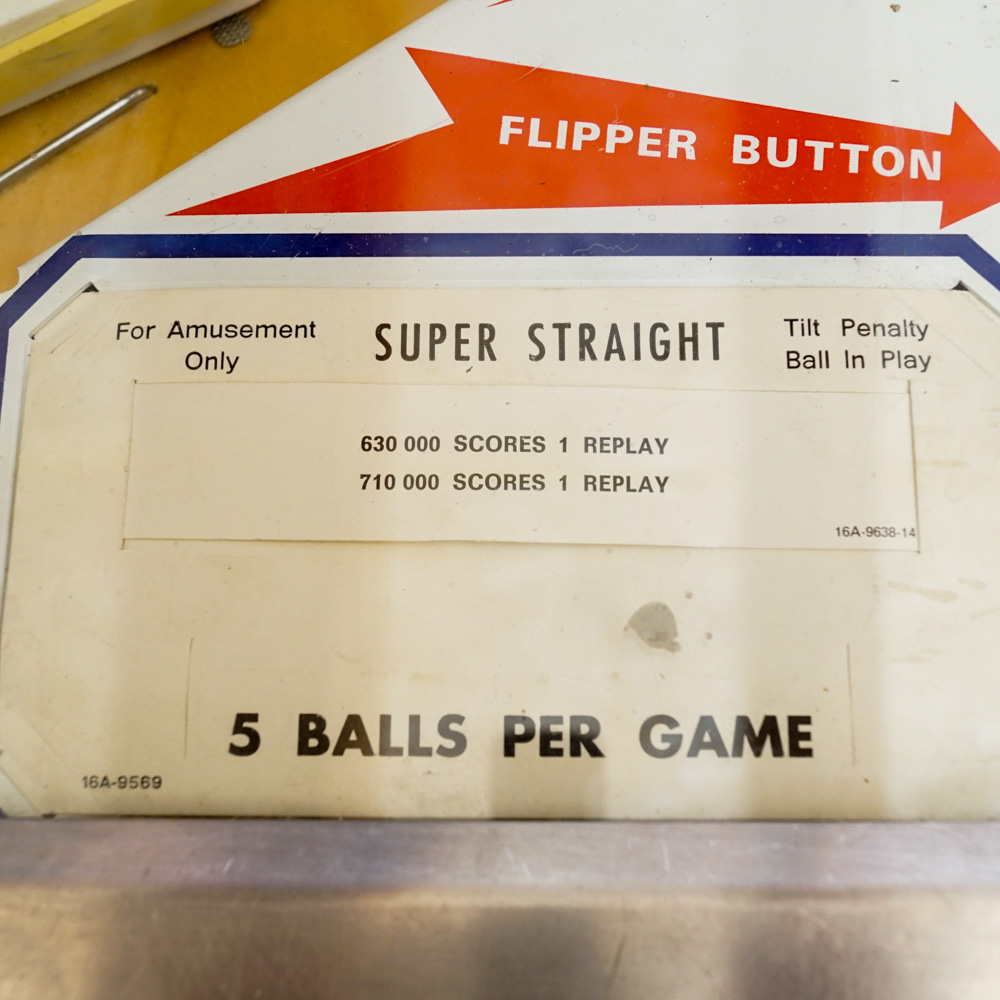 FLIPPER BUTTON
For Amusement
Only
SUPER STRAIGHT
Tilt Penalty
Ball In Play
630 000 SCORES 1 REPLAY
710 000 SCORES 1 REPLAY
16A-9638-14
5 BALLS PER GAME
16A-9569